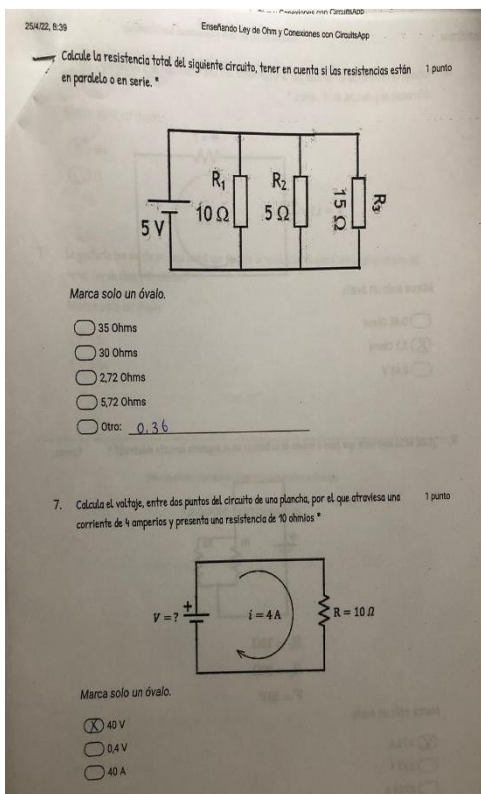 25/4/22, 8:39
Enseñando Ley de Ohm y Conexiones con CircuitsApp
Calcule la resistencia total del siguiente circuito, tener en cuenta si las resistencias están 1 punto
en paralelo o en serie. *
R₁
R₂
R₃
10 Ω
5 Ω
15 Ω
5 V
Marca solo un óvalo.
35 Ohms
30 Ohms
2,72 Ohms
5,72 Ohms
Otro: 0.36
7. Calcula el voltaje, entre dos puntos del circuito de una plancha, por el que atraviesa una 1 punto
corriente de 4 amperios y presenta una resistencia de 10 ohmios *
V = ?
+
i = 4A
R = 10 Ω
Marca solo un óvalo.
X 40 V
0,4 V
40 A